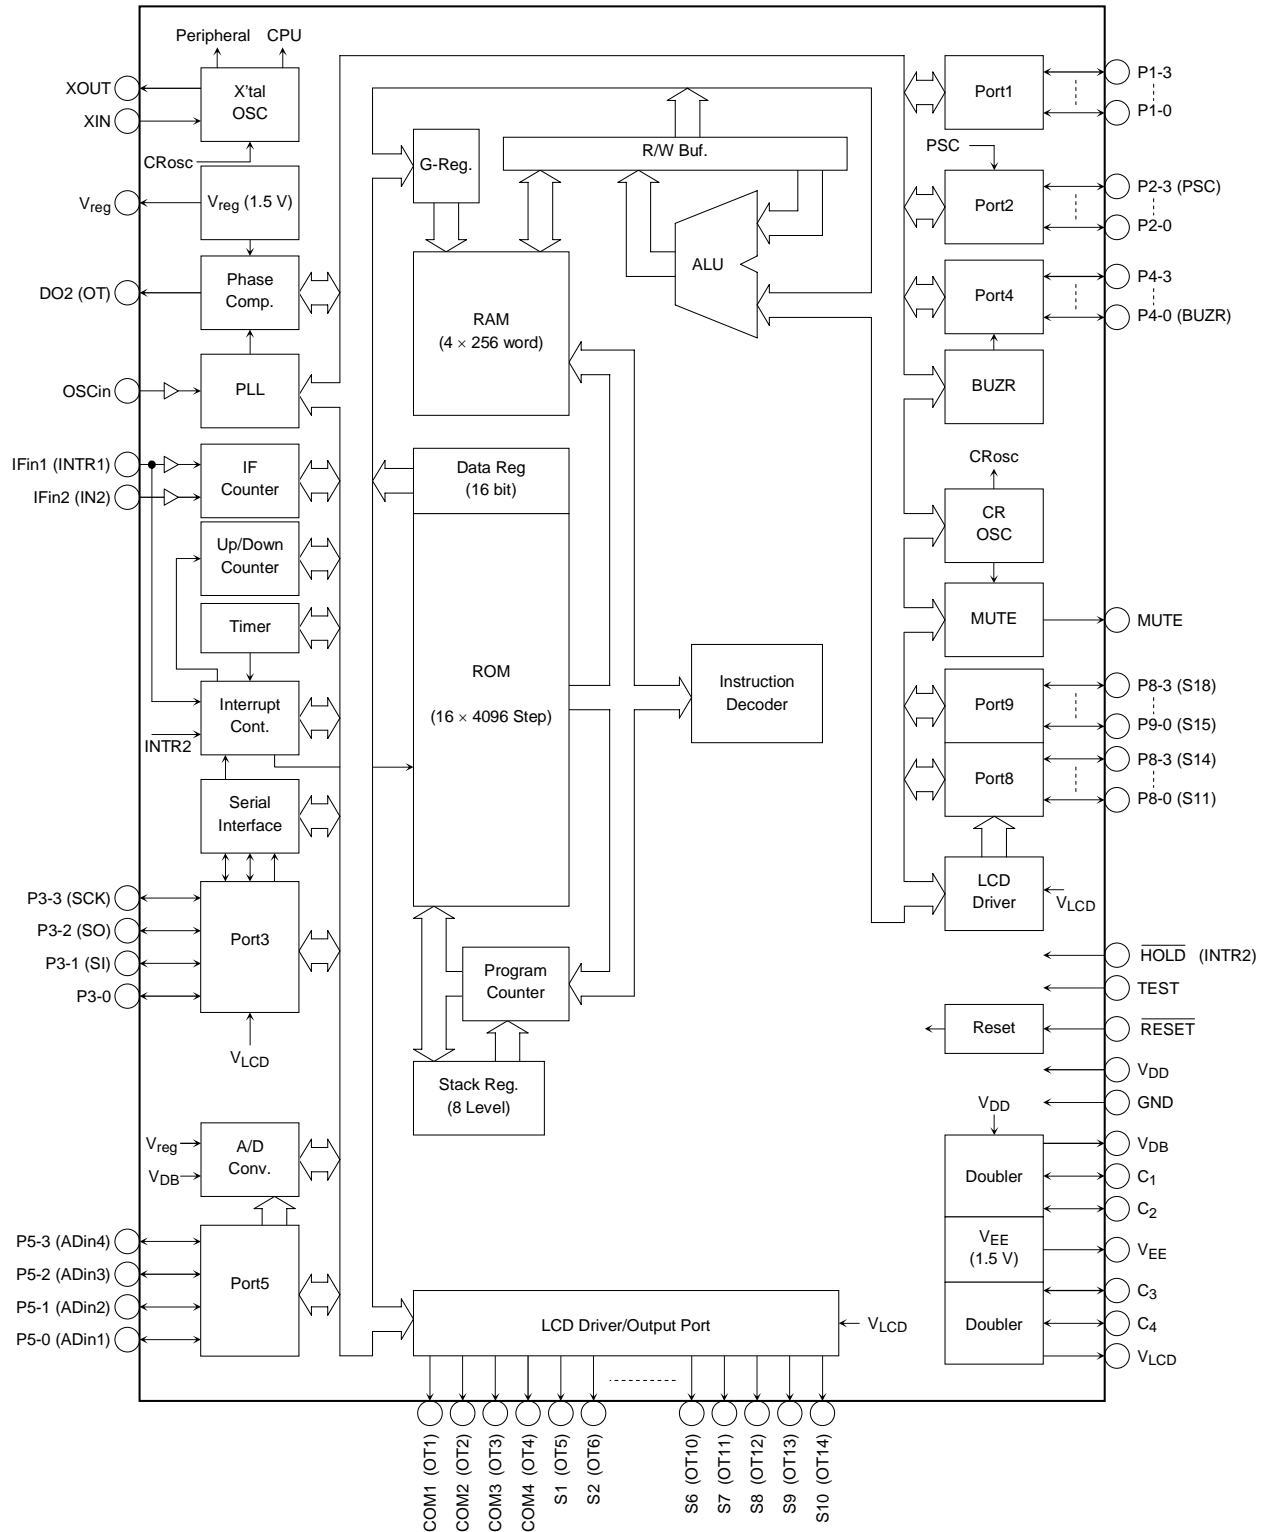 Peripheral CPU
XOUT
XIN
X'tal
OSC
CRosc
Vreg
Vreg (1.5 V)
DO2 (OT)
Phase
Comp.
OSCin
PLL
IFin1 (INTR1)
IFin2 (IN2)
IF
Counter
Up/Down
Counter
Timer
Interrupt
Cont.
INTR2
Serial
Interface
P3-3 (SCK)
P3-2 (SO)
P3-1 (SI)
P3-0
Port3
VLCD
Vreg
VDB
A/D
Conv.
P5-3 (ADin4)
P5-2 (ADin3)
P5-1 (ADin2)
P5-0 (ADin1)
Port5
G-Reg.
R/W Buf.
ALU
RAM
(4 × 256 word)
Data Reg
(16 bit)
ROM
(16 × 4096 Step)
Instruction
Decoder
Program
Counter
Stack Reg.
(8 Level)
LCD Driver/Output Port
VLCD
COM1 (OT1)
COM2 (OT2)
COM3 (OT3)
COM4 (OT4)
S1 (OT5)
S2 (OT6)
S6 (OT10)
S7 (OT11)
S8 (OT12)
S9 (OT13)
S10 (OT14)
Port1
P1-3
P1-0
PSC
Port2
P2-3 (PSC)
P2-0
Port4
P4-3
P4-0 (BUZR)
BUZR
CRosc
CR
OSC
MUTE
MUTE
Port9
P8-3 (S18)
P9-0 (S15)
Port8
P8-3 (S14)
P8-0 (S11)
LCD
Driver
VLCD
HOLD (INTR2)
TEST
Reset
RESET
VDD
GND
VDD
Doubler
VDB
C1
C2
VEE
(1.5 V)
VEE
Doubler
C3
C4
VLCD